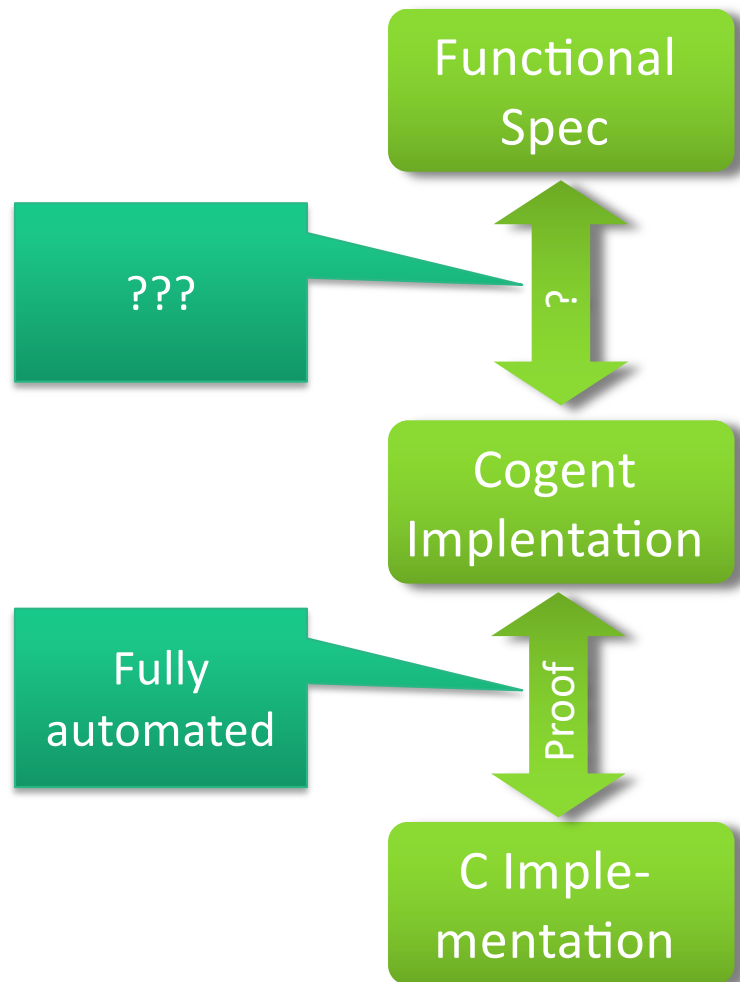 Functional
Spec
???
?
Cogent
Implentation
Fully
automated
Proof
C Imple-
mentation